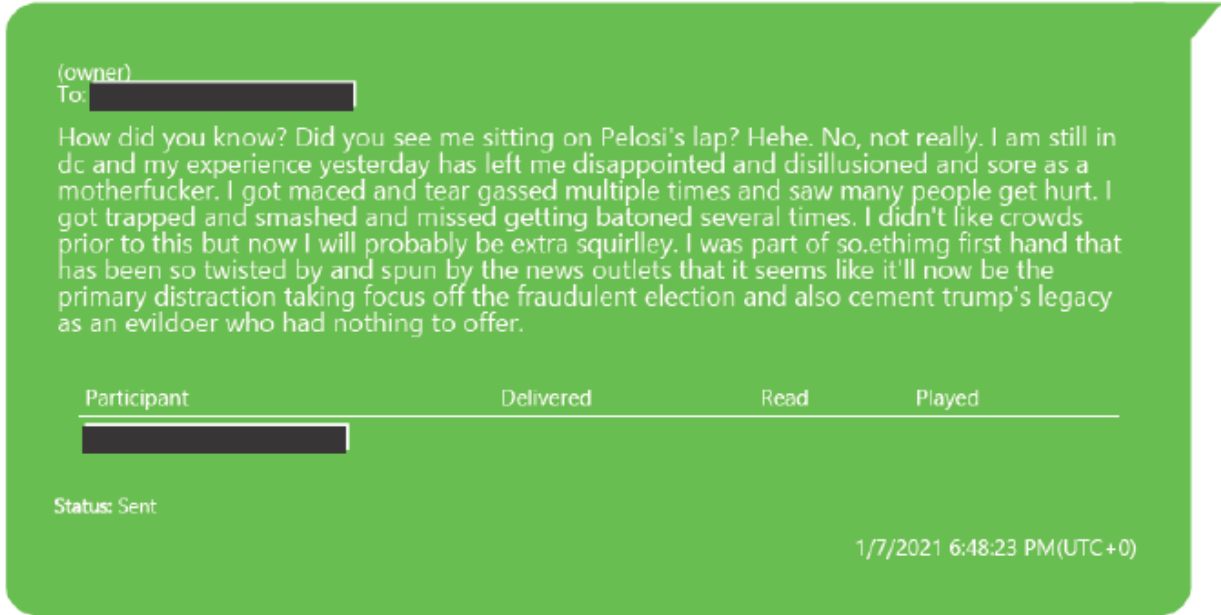 (owner)
To:
How did you know? Did you see me sitting on Pelosi's lap? Hehe. No, not really. I am still in
dc and my experience yesterday has left me disappointed and disillusioned and sore as a
motherfucker. I got maced and tear gassed multiple times and saw many people get hurt. I
got trapped and smashed and missed getting batoned several times. I didn't like crowds
prior to this but now I will probably be extra squirlley. I was part of so.ethimg first hand that
has been so twisted by and spun by the news outlets that it seems like it'll now be the
primary distraction taking focus off the fraudulent election and also cement trump's legacy
as an evildoer who had nothing to offer.
Participant Delivered Read Played
Status: Sent
1/7/2021 6:48:23 PM(UTC+0)